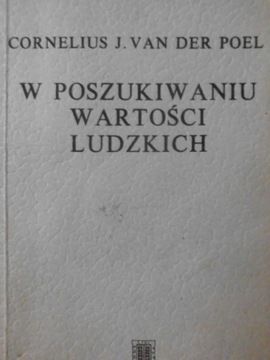 CORNELIUS J. VAN DER POEL
W POSZUKIWANIU
WARTOŚCI
LUDZKICH